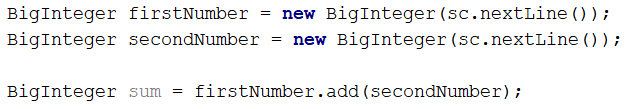 BigInteger firstNumber = new BigInteger(sc.nextLine());
BigInteger secondNumber = new BigInteger(sc.nextLine());
BigInteger sum = firstNumber.add(secondNumber);